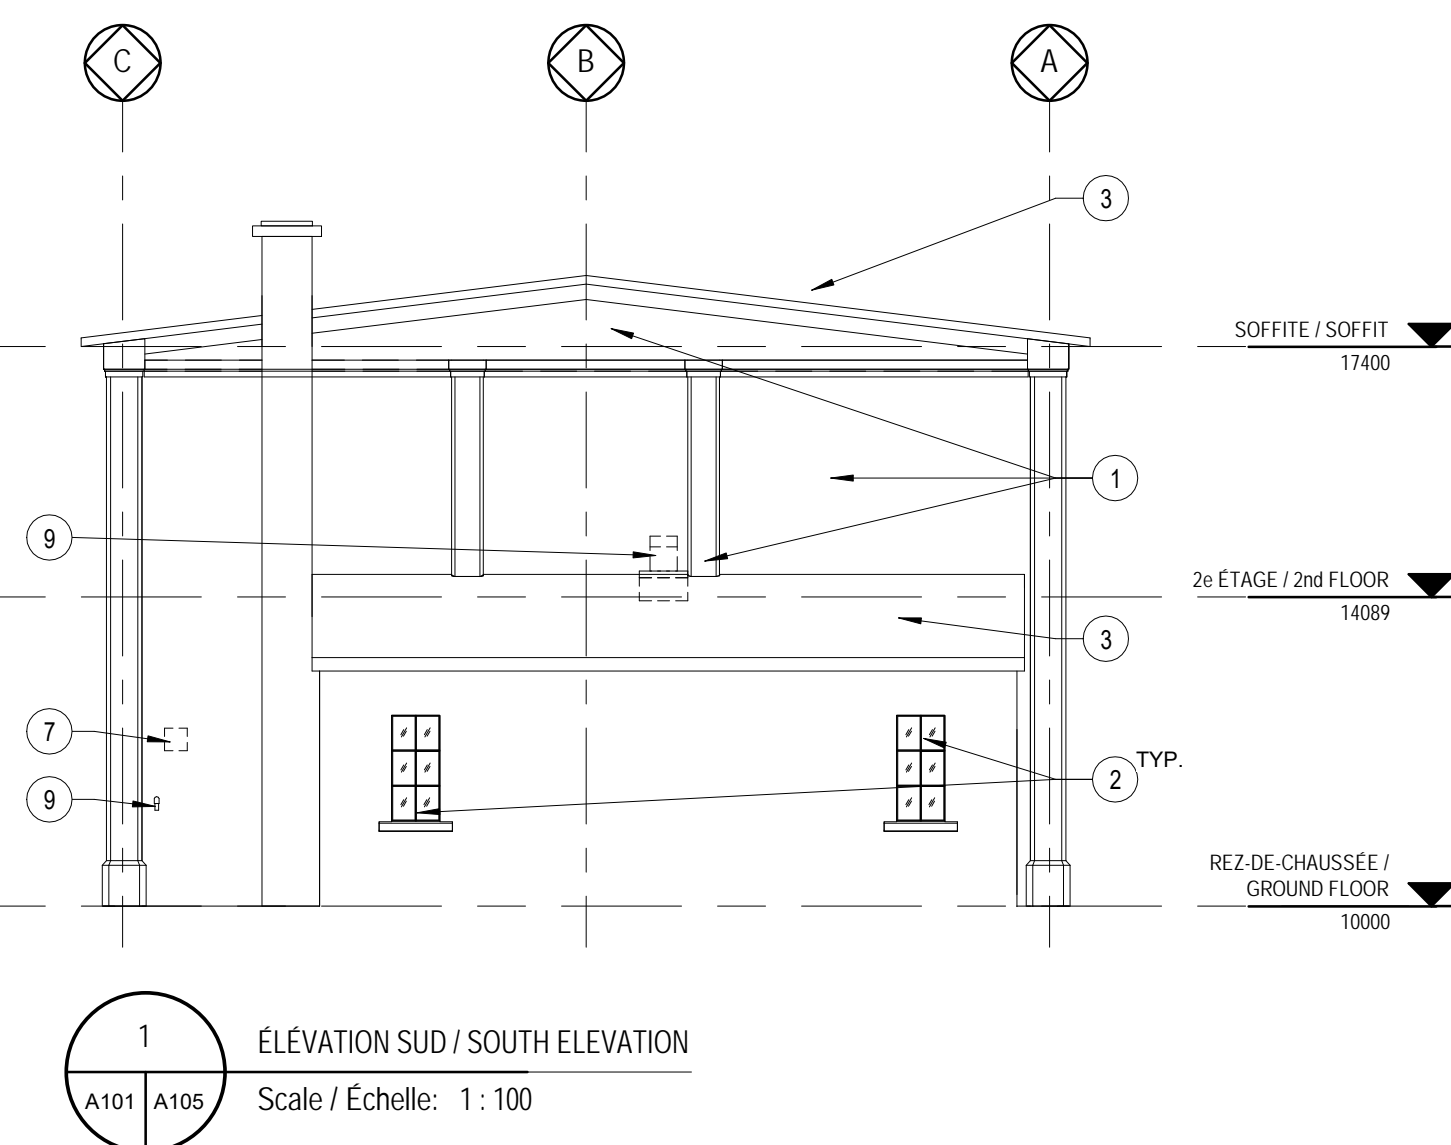 C
B
A
3
SOFFITE / SOFFIT
17400
1
9
2e ÉTAGE / 2nd FLOOR
14089
3
7
2 TYP.
9
REZ-DE-CHAUSSÉE /
GROUND FLOOR
10000
1
ÉLÉVATION SUD / SOUTH ELEVATION
A101 A105
Scale / Échelle: 1 : 100